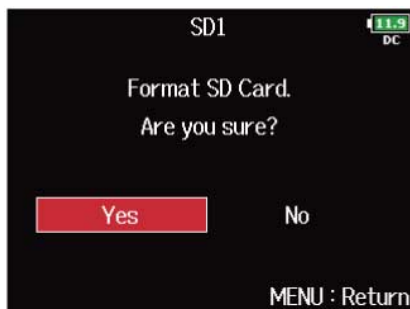 SD1
11.9
DC
Format SD Card.
Are you sure?
Yes No
MENU : Return